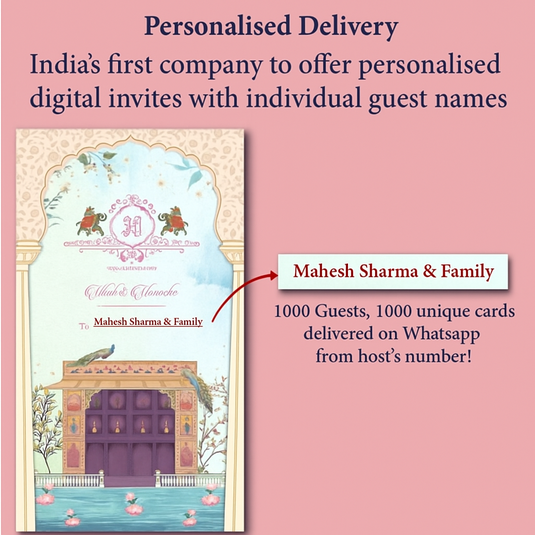 Personalised Delivery
India's first company to offer personalised
digital invites with individual guest names
To Mahesh Sharma & Family
Mahesh Sharma & Family
1000 Guests, 1000 unique cards
delivered on Whatsapp
from host's number!